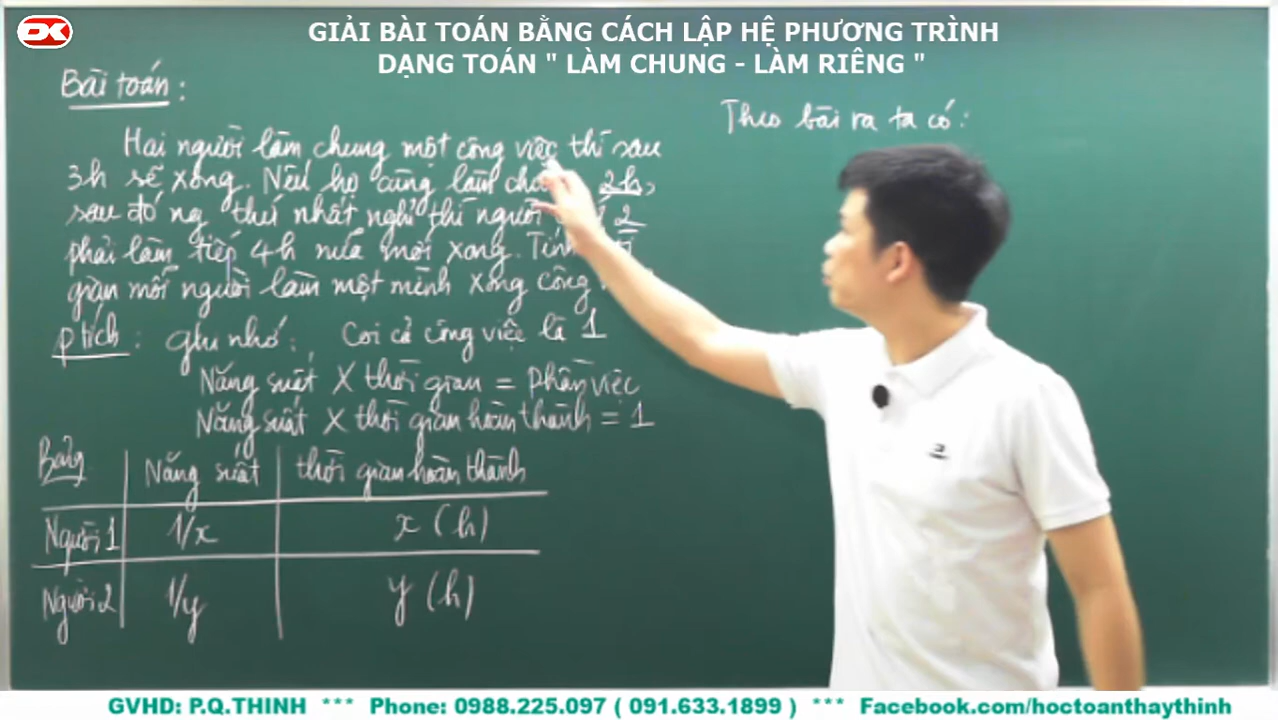 DK
GIẢI BÀI TOÁN BẰNG CÁCH LẬP HỆ PHƯƠNG TRÌNH
DẠNG TOÁN " LÀM CHUNG - LÀM RIÊNG "
Bài toán :
Hai người làm chung một công việc thì sau
3h sẽ xong. Nếu họ cùng làm 2h,
sau đó ng thứ nhất nghỉ thì người 2
phải làm tiếp 4h nữa mới xong.
gian mỗi người làm một mình xong công
Theo bài ra ta có :
P tích : ghi nhớ : Coi cả công việc là 1
Năng suất X thời gian = Phần việc
Năng suất X thời gian hoàn thành = 1
Bảng Năng suất thời gian hoàn thành
Người 1 1/x x (h)
Người 2 1/y y (h)
GVHD: P.Q.THINH *** Phone: 0988.225.097 ( 091.633.1899 ) *** Facebook.com/hoctoanthaythinh